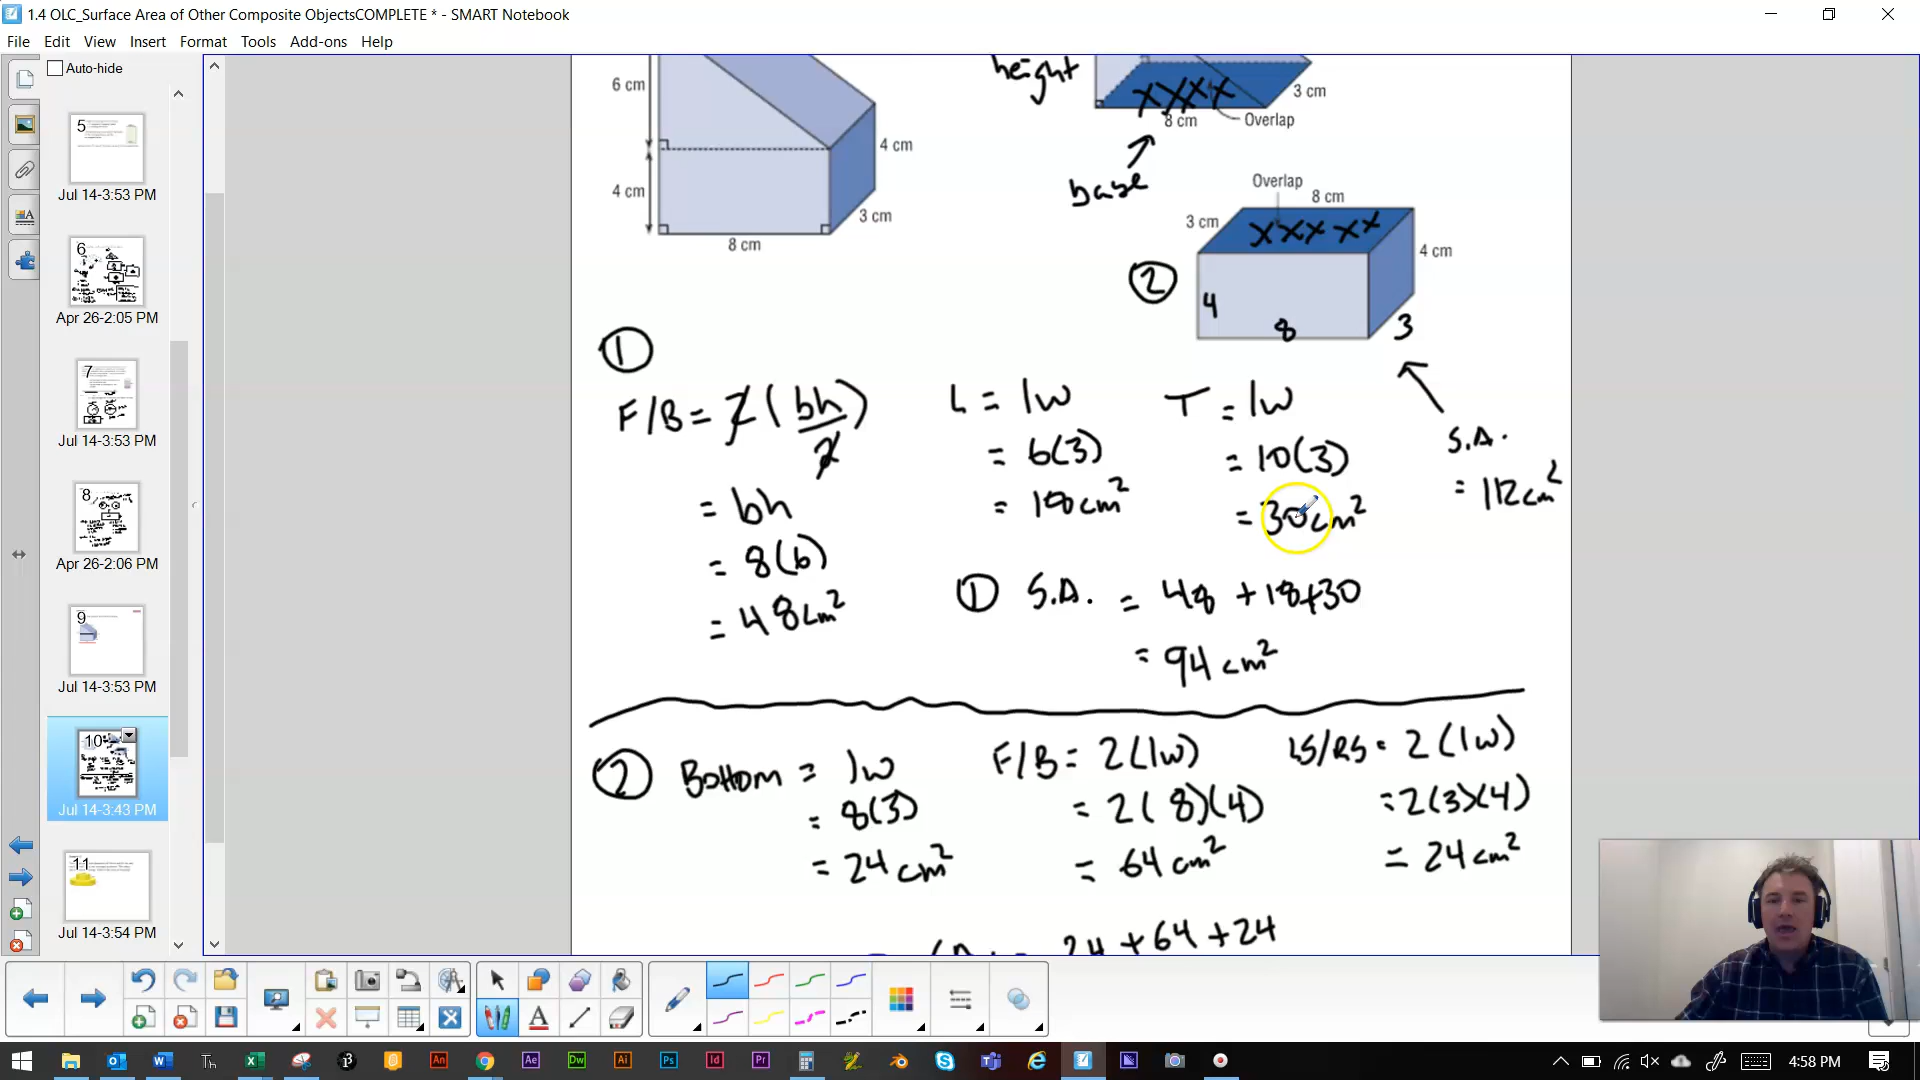 1.4 OLC_Surface Area of Other Composite ObjectsCOMPLETE * - SMART Notebook
File Edit View Insert Format Tools Add-ons Help
Auto-hide
5
Jul 14-3:53 PM
6
Apr 26-2:05 PM
7
Jul 14-3:53 PM
8
Apr 26-2:06 PM
9
Jul 14-3:53 PM
10
Jul 14-3:43 PM
11
Jul 14-3:54 PM
6 cm
4 cm
4 cm
3 cm
8 cm
height
XXXX
3 cm
8 cm
Overlap
base
Overlap
8 cm
3 cm
XXX XX
4 cm
②
4
8
3
S.A.
= 112cm²
①
F/B = 2(bh/2)
= bh
= 8(6)
= 48cm²
L = lw
= 6(3)
= 18cm²
T = lw
= 10(3)
= 30cm²
① S.A. = 48 + 18+30
= 94 cm²
② Bottom = lw
= 8(3)
= 24 cm²
F/B = 2(lw)
= 2(8)(4)
= 64 cm²
LS/RS = 2(lw)
= 2(3)(4)
= 24 cm²
24 + 64 + 24
4:58 PM